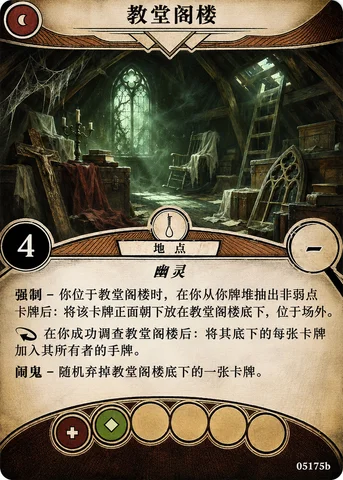 教堂阁楼
4
地点
–
幽灵
强制 – 你位于教堂阁楼时，在你从你牌堆抽出非弱点
卡牌后：将该卡牌正面朝下放在教堂阁楼底下，位于场外。
在你成功调查教堂阁楼后：将其底下的每张卡牌
加入其所有者的手牌。
闹鬼 – 随机弃掉教堂阁楼底下的一张卡牌。
05175b